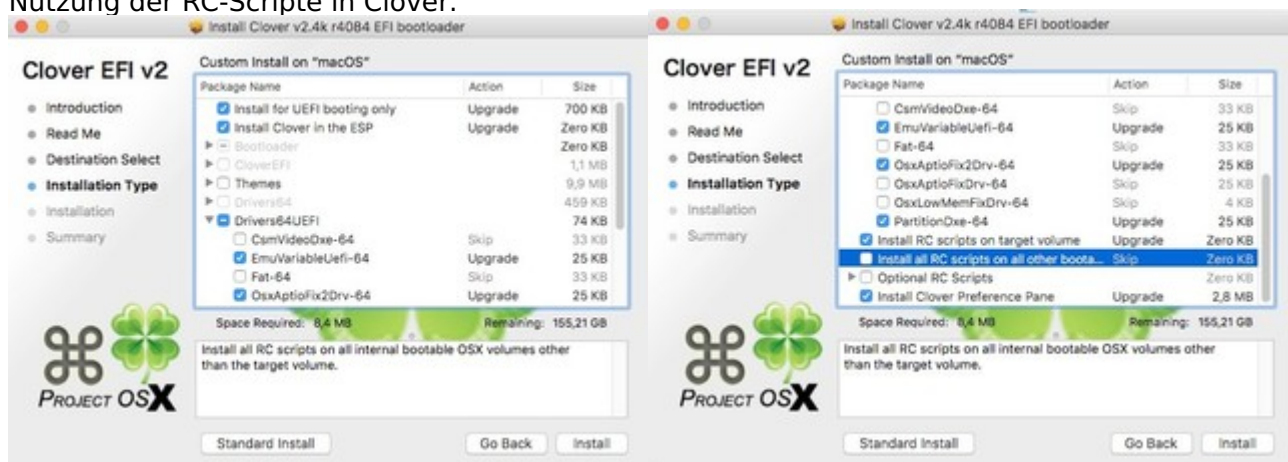 Nutzung der RC-Scripte in Clover.
Install Clover v2.4k r4084 EFI bootloader
Clover EFI v2
Introduction
Read Me
Destination Select
Installation Type
Installation
Summary
PROJECT OSX
Custom Install on "macOS"
Package Name Action Size
Install for UEFI booting only Upgrade 700 KB
Install Clover in the ESP Upgrade Zero KB
Bootloader Zero KB
CloverEFI 1,1 MB
Themes 9,9 MB
Drivers64 459 KB
Drivers64UEFI 74 KB
CsmVideoDxe-64 Skip 33 KB
EmuVariableUefi-64 Upgrade 25 KB
Fat-64 Skip 33 KB
OsxAptioFix2Drv-64 Upgrade 25 KB
Space Required: 8,4 MB Remaining: 155,21 GB
Install all RC scripts on all internal bootable OSX volumes other
than the target volume.
Standard Install Go Back Install
Install Clover v2.4k r4084 EFI bootloader
Clover EFI v2
Introduction
Read Me
Destination Select
Installation Type
Installation
Summary
PROJECT OSX
Custom Install on "macOS"
Package Name Action Size
CsmVideoDxe-64 Skip 33 KB
EmuVariableUefi-64 Upgrade 25 KB
Fat-64 Skip 33 KB
OsxAptioFix2Drv-64 Upgrade 25 KB
OsxAptioFixDrv-64 Skip 25 KB
OsxLowMemFixDrv-64 Skip 4 KB
PartitionDxe-64 Upgrade 25 KB
Install RC scripts on target volume Upgrade Zero KB
Install all RC scripts on all other boota... Skip Zero KB
Optional RC Scripts Zero KB
Install Clover Preference Pane Upgrade 2,8 MB
Space Required: 8,4 MB Remaining: 155,21 GB
Install all RC scripts on all internal bootable OSX volumes other
than the target volume.
Standard Install Go Back Install